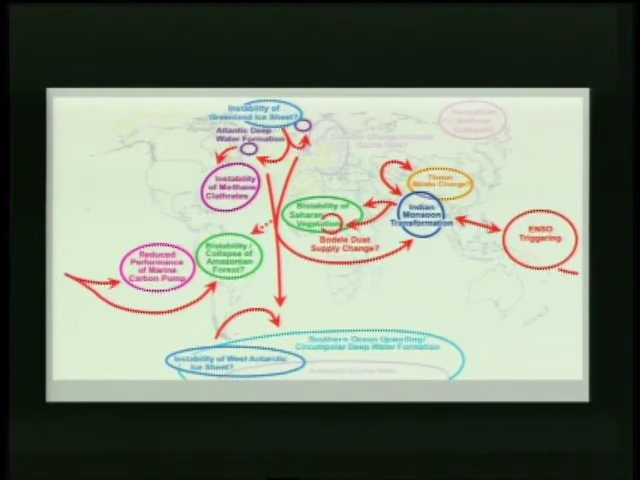 Instability of
Greenland Ice Sheet?
Atlantic Deep
Water Formation
Instability
of Methane
Clathrates
Tibetan
Albedo Change?
Bistability of
Saharan
Vegetation
Indian
Monsoon
Transformation
ENSO
Triggering
Bodele Dust
Supply Change?
Bistability /
Collapse of
Amazonian
Forest?
Reduced
Performance
of Marine
Carbon Pump
Southern Ocean Upwelling/
Circumpolar Deep Water Formation
Instability of West Antarctic
Ice Sheet?